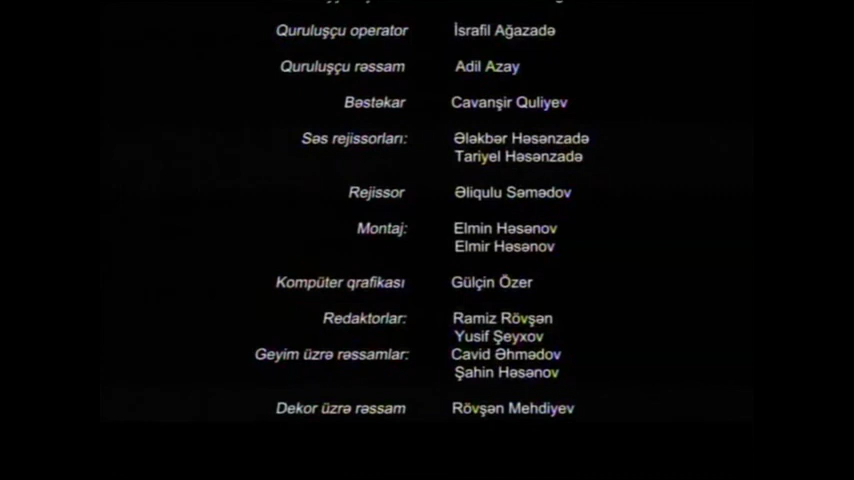 Quruluşçu operator İsrafil Ağazadə
Quruluşçu rəssam Adil Azay
Bəstəkar Cavanşir Quliyev
Səs rejissorları: Ələkbər Həsənzadə
Tariyel Həsənzadə
Rejissor Əliqulu Səmədov
Montaj: Elmin Həsənov
Elmir Həsənov
Kompüter qrafikası Gülçin Özer
Redaktorlar: Ramiz Rövşən
Yusif Şeyxov
Geyim üzrə rəssamlar: Cavid Əhmədov
Şahin Həsənov
Dekor üzrə rəssam Rövşən Mehdiyev